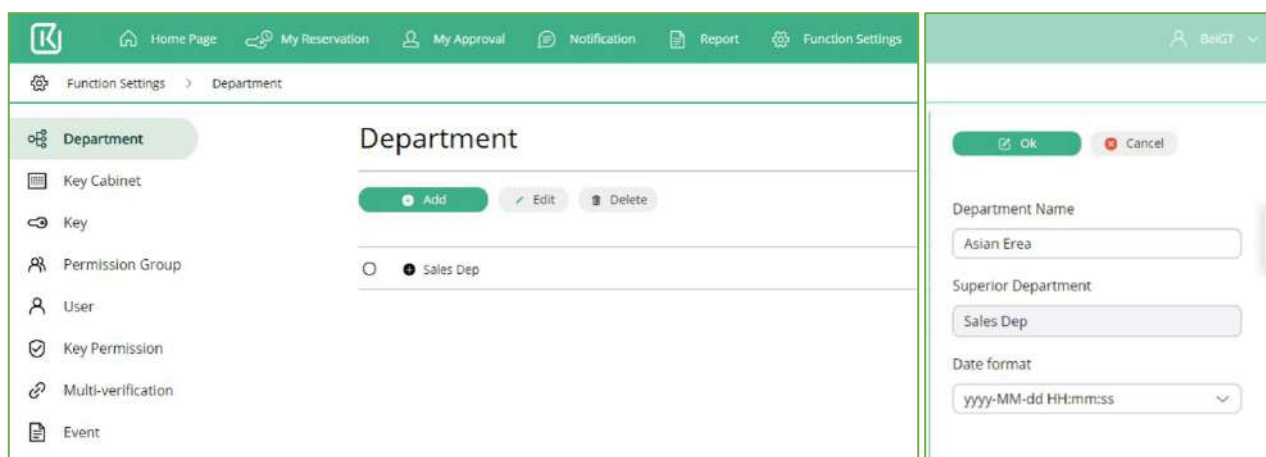 Home Page My Reservation My Approval Notification Report Function Settings
BeiGT
Function Settings > Department
Department
Key Cabinet
Key
Permission Group
User
Key Permission
Multi-verification
Event
Department
Add Edit Delete
Sales Dep
Ok Cancel
Department Name
Asian Erea
Superior Department
Sales Dep
Date format
yyyy-MM-dd HH:mm:ss